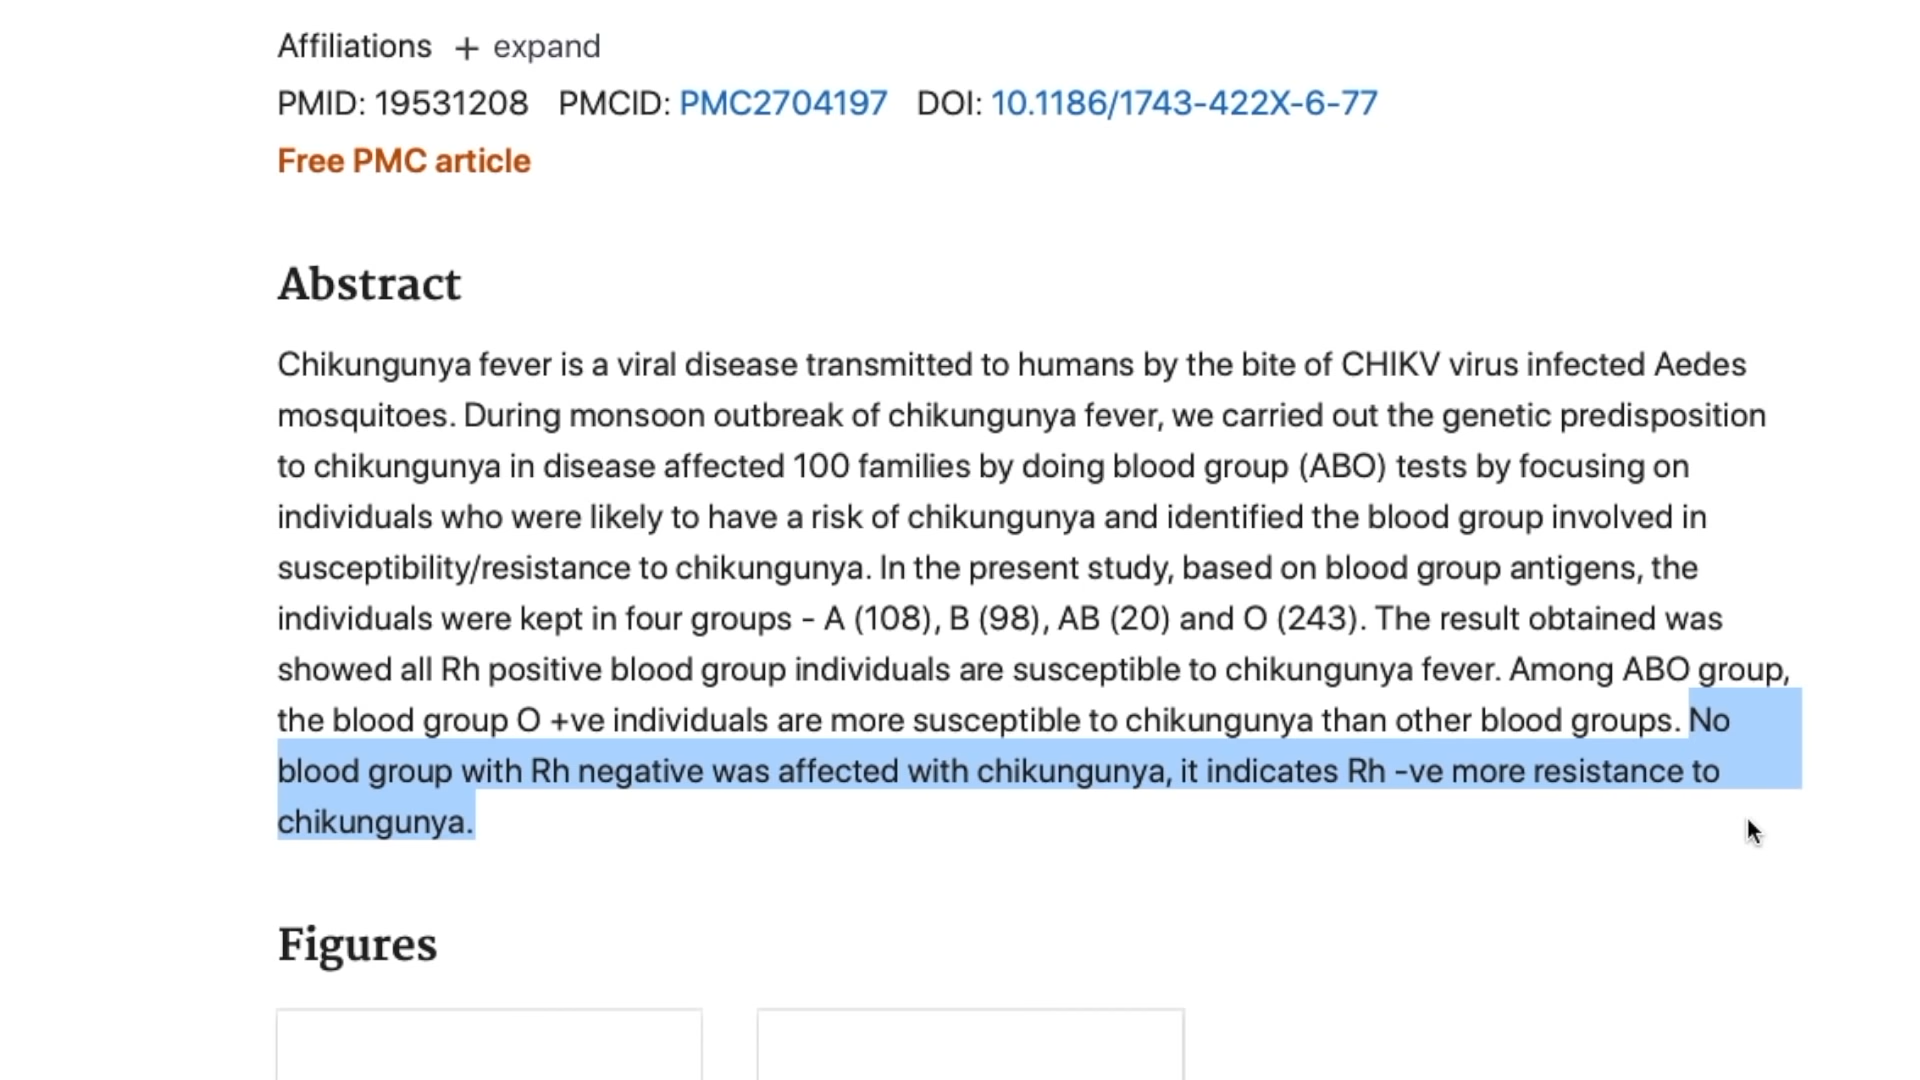 Affiliations + expand
PMID: 19531208 PMCID: PMC2704197 DOI: 10.1186/1743-422X-6-77
Free PMC article
Abstract
Chikungunya fever is a viral disease transmitted to humans by the bite of CHIKV virus infected Aedes
mosquitoes. During monsoon outbreak of chikungunya fever, we carried out the genetic predisposition
to chikungunya in disease affected 100 families by doing blood group (ABO) tests by focusing on
individuals who were likely to have a risk of chikungunya and identified the blood group involved in
susceptibility/resistance to chikungunya. In the present study, based on blood group antigens, the
individuals were kept in four groups - A (108), B (98), AB (20) and O (243). The result obtained was
showed all Rh positive blood group individuals are susceptible to chikungunya fever. Among ABO group,
the blood group O +ve individuals are more susceptible to chikungunya than other blood groups. No
blood group with Rh negative was affected with chikungunya, it indicates Rh -ve more resistance to
chikungunya.
Figures